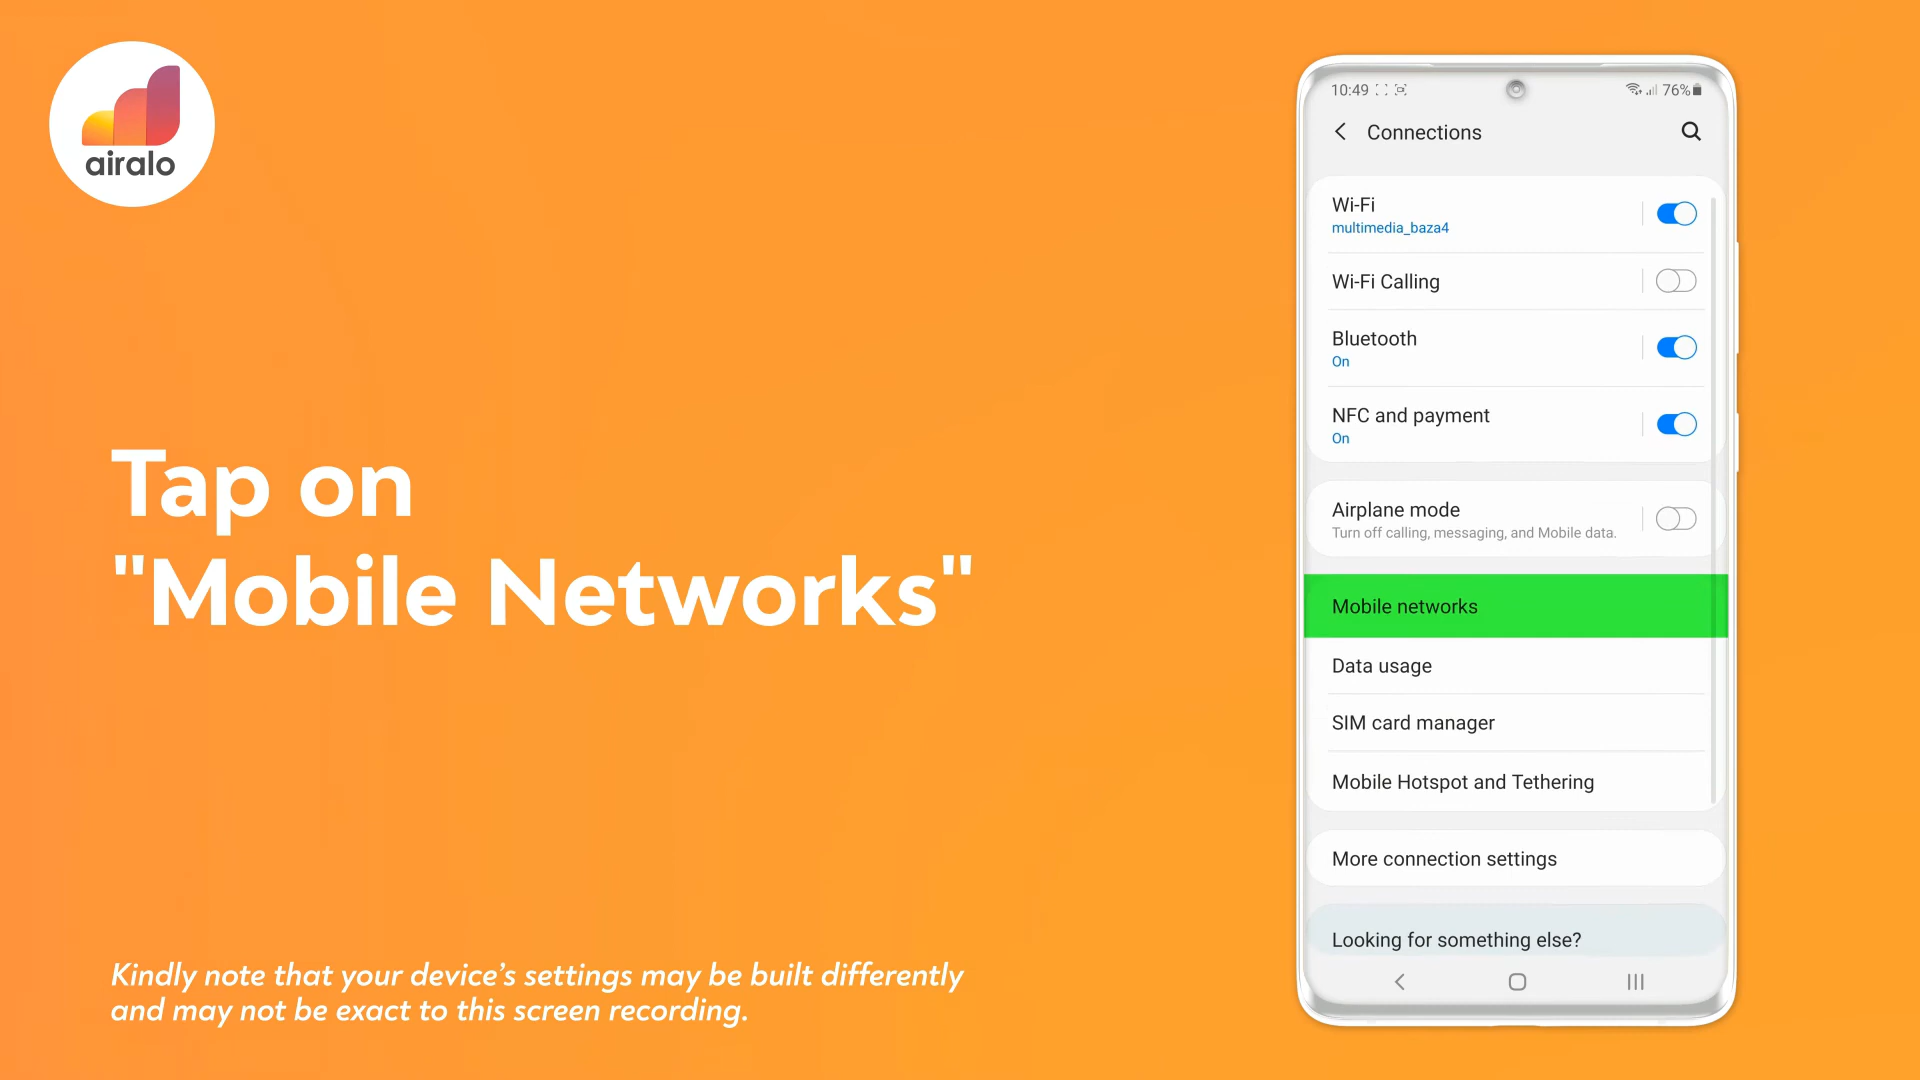 airalo
Tap on
"Mobile Networks"
Kindly note that your device's settings may be built differently
and may not be exact to this screen recording.
10:49
76%
Connections
Wi-Fi
multimedia_baza4
Wi-Fi Calling
Bluetooth
On
NFC and payment
On
Airplane mode
Turn off calling, messaging, and Mobile data.
Mobile networks
Data usage
SIM card manager
Mobile Hotspot and Tethering
More connection settings
Looking for something else?